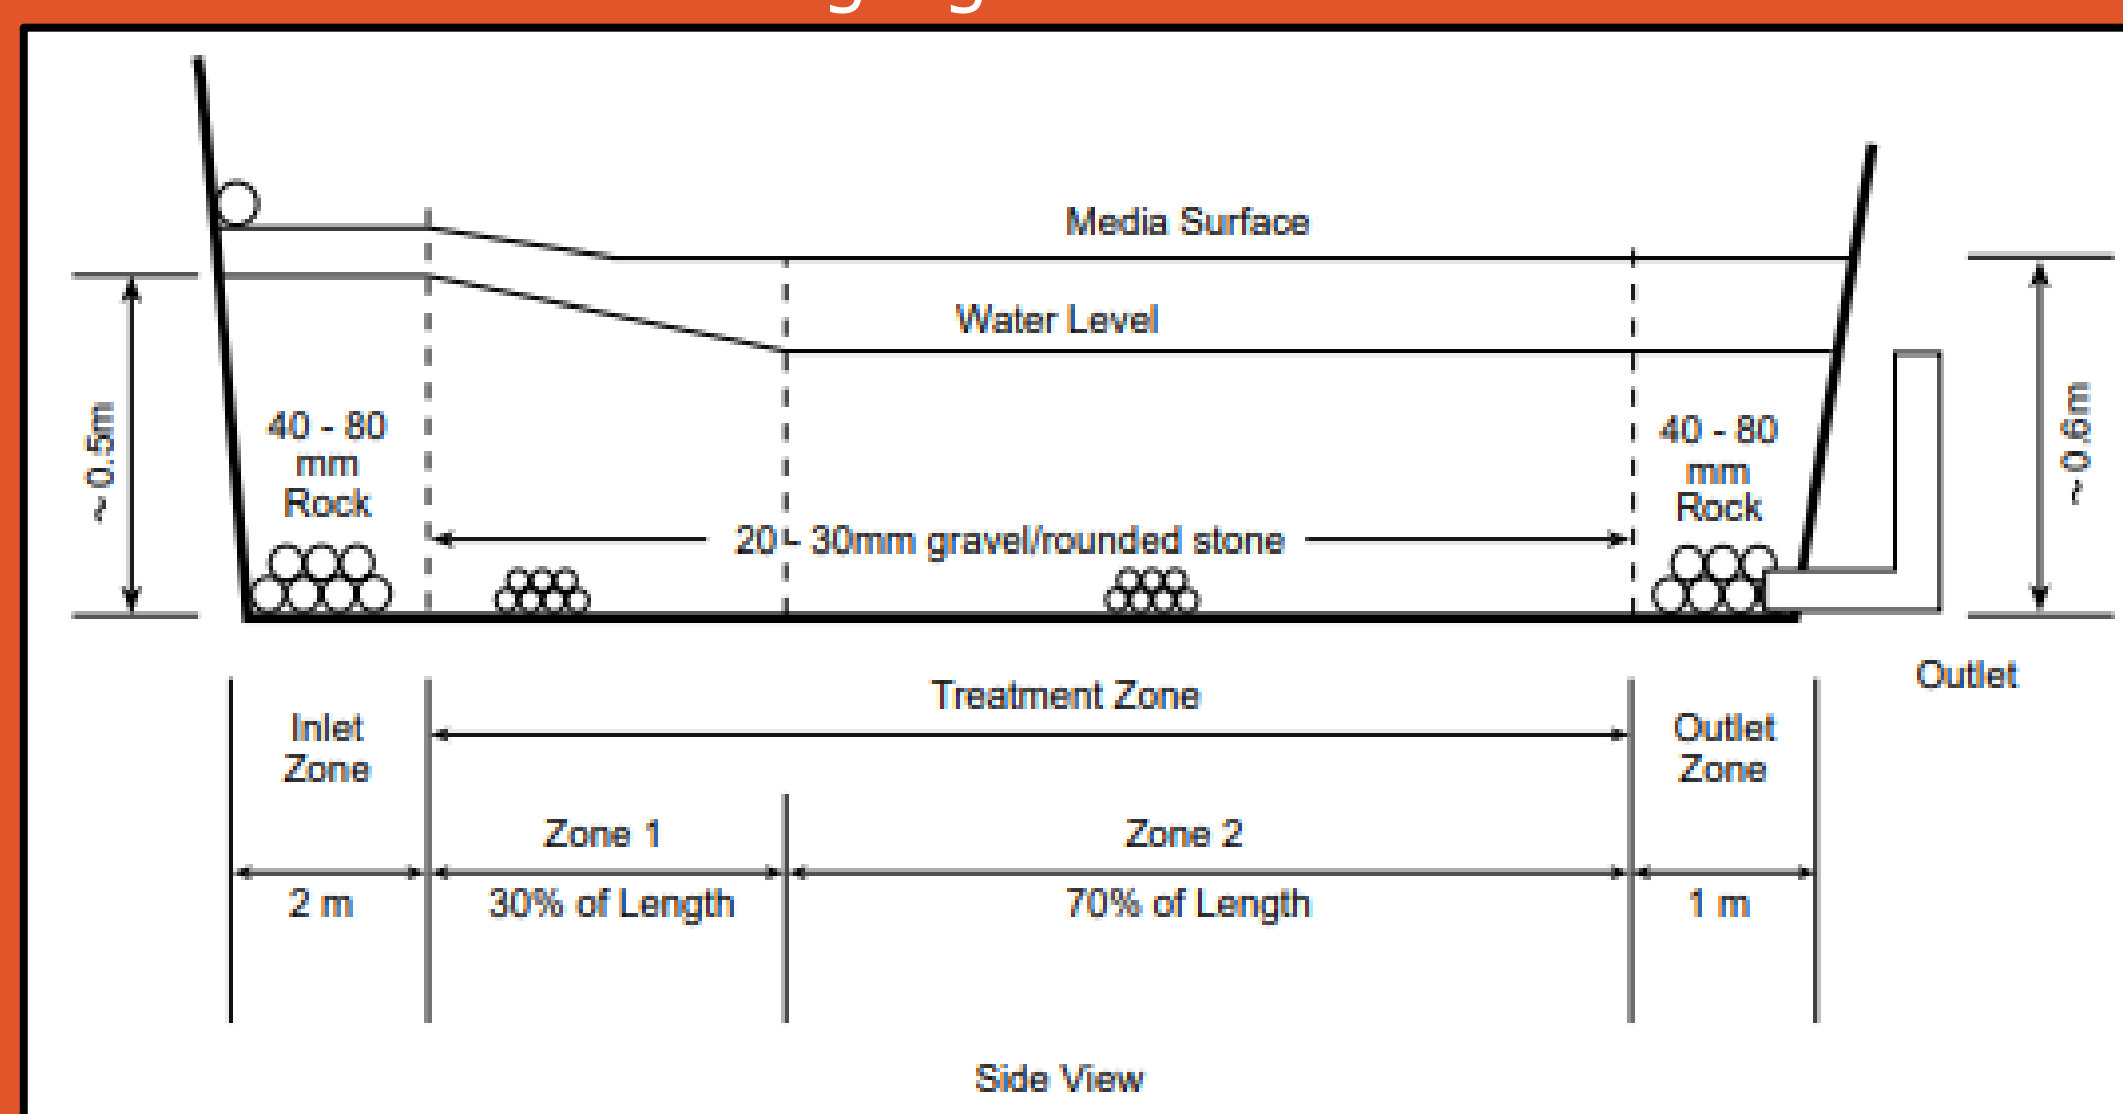 Media Surface
Water Level
~0.5m
40 - 80
mm
Rock
40 - 80
mm
Rock
~0.6m
20 - 30mm gravel/rounded stone
Treatment Zone
Outlet
Inlet
Zone
Outlet
Zone
Zone 1
Zone 2
2 m
30% of Length
70% of Length
1 m
Side View